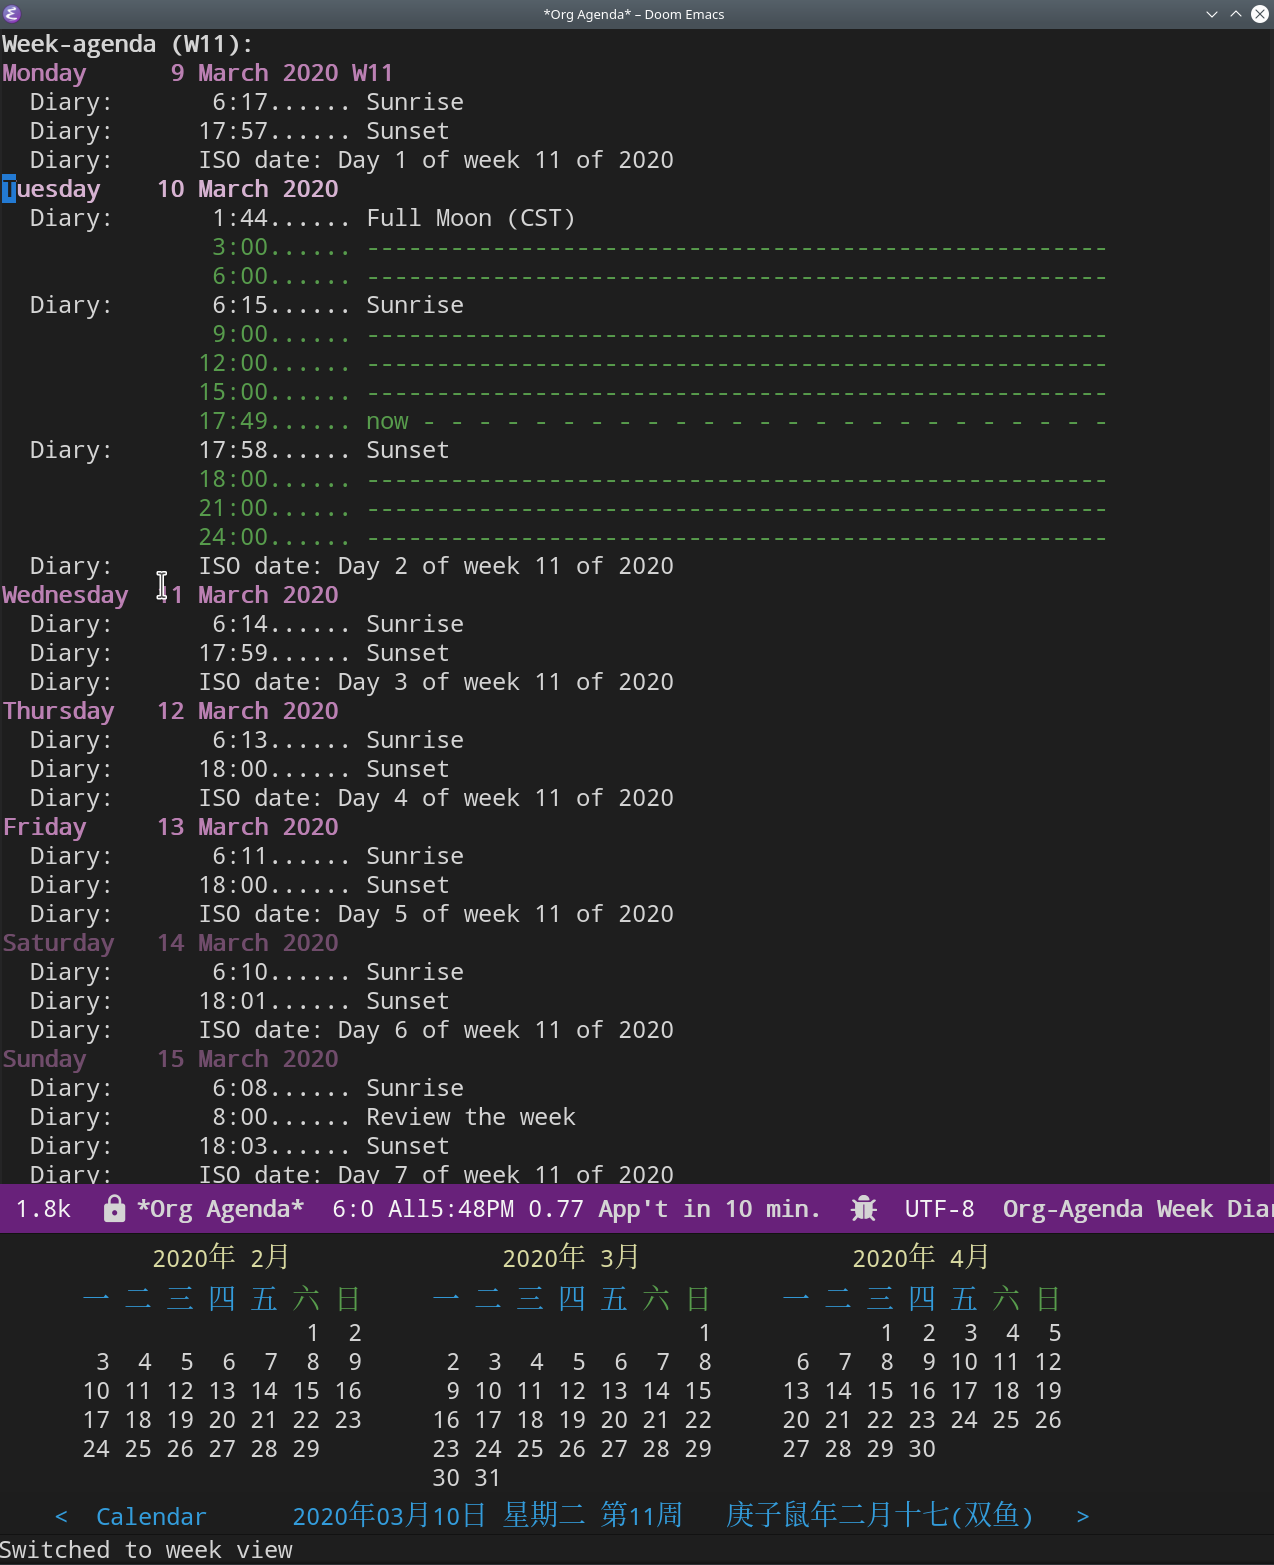 *Org Agenda* – Doom Emacs
Week-agenda (W11):
Monday      9 March 2020 W11
  Diary:       6:17...... Sunrise
  Diary:      17:57...... Sunset
  Diary:      ISO date: Day 1 of week 11 of 2020
Tuesday    10 March 2020
  Diary:       1:44...... Full Moon (CST)
               3:00...... -----------------------------------------------------
               6:00...... -----------------------------------------------------
  Diary:       6:15...... Sunrise
               9:00...... -----------------------------------------------------
              12:00...... -----------------------------------------------------
              15:00...... -----------------------------------------------------
              17:49...... now - - - - - - - - - - - - - - - - - - - - - - - - -
  Diary:      17:58...... Sunset
              18:00...... -----------------------------------------------------
              21:00...... -----------------------------------------------------
              24:00...... -----------------------------------------------------
  Diary:      ISO date: Day 2 of week 11 of 2020
Wednesday  11 March 2020
  Diary:       6:14...... Sunrise
  Diary:      17:59...... Sunset
  Diary:      ISO date: Day 3 of week 11 of 2020
Thursday   12 March 2020
  Diary:       6:13...... Sunrise
  Diary:      18:00...... Sunset
  Diary:      ISO date: Day 4 of week 11 of 2020
Friday     13 March 2020
  Diary:       6:11...... Sunrise
  Diary:      18:00...... Sunset
  Diary:      ISO date: Day 5 of week 11 of 2020
Saturday   14 March 2020
  Diary:       6:10...... Sunrise
  Diary:      18:01...... Sunset
  Diary:      ISO date: Day 6 of week 11 of 2020
Sunday     15 March 2020
  Diary:       6:08...... Sunrise
  Diary:       8:00...... Review the week
  Diary:      18:03...... Sunset
  Diary:      ISO date: Day 7 of week 11 of 2020
1.8k *Org Agenda* 6:0 All5:48PM 0.77 App't in 10 min. UTF-8 Org-Agenda Week Dia
2020年 2月 2020年 3月 2020年 4月
一 二 三 四 五 六 日 一 二 三 四 五 六 日 一 二 三 四 五 六 日
1 2 1 1 2 3 4 5
3 4 5 6 7 8 9 2 3 4 5 6 7 8 6 7 8 9 10 11 12
10 11 12 13 14 15 16 9 10 11 12 13 14 15 13 14 15 16 17 18 19
17 18 19 20 21 22 23 16 17 18 19 20 21 22 20 21 22 23 24 25 26
24 25 26 27 28 29 23 24 25 26 27 28 29 27 28 29 30
30 31
< Calendar 2020年03月10日 星期二 第11周 庚子鼠年二月十七(双鱼) >
Switched to week view